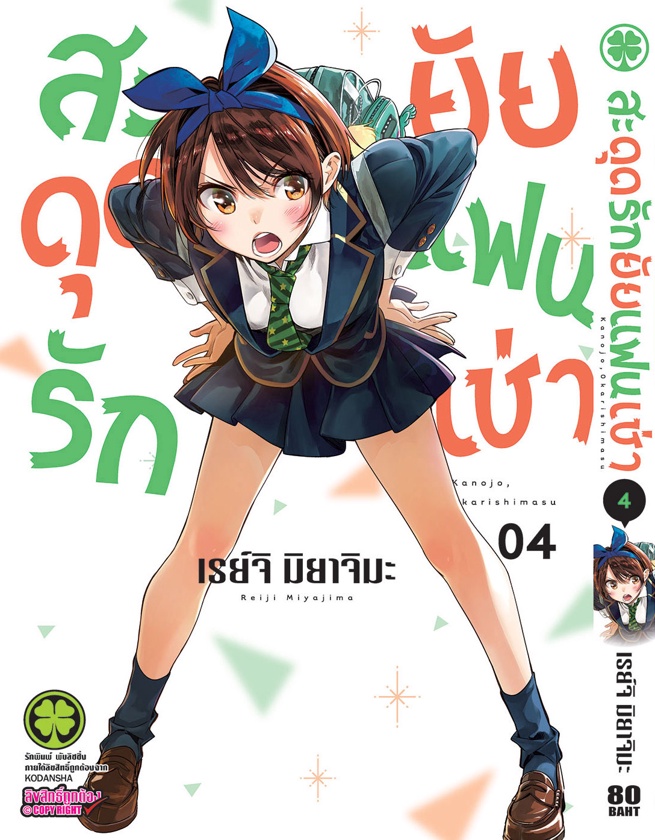 สะดุดรัก
ยัยแฟนเช่า
Kanojo,
karishimasu
04
เรย์จิ มิยาจิมะ
Reiji Miyajima
รักพิมพ์ พับลิชชิ่ง
ภายใต้ลิขสิทธิ์ถูกต้องจาก
KODANSHA
ลิขสิทธิ์ถูกต้อง
© COPY RIGHT
สะดุดรักยัยแฟนเช่า
Kanojo,Okarishimasu
4
เรย์จิ มิยาจิมะ
80
BAHT